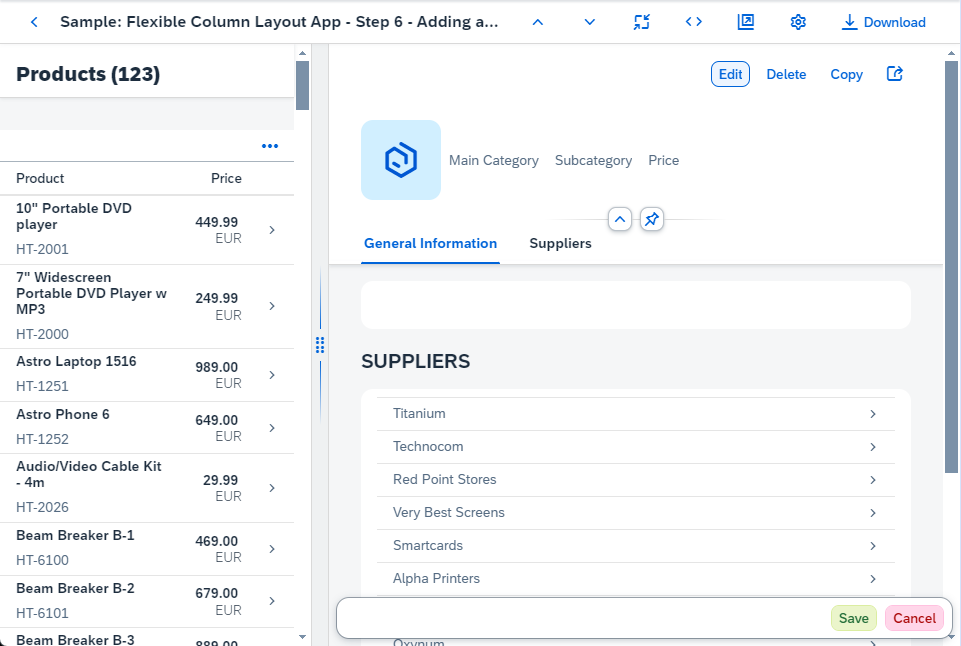 Sample: Flexible Column Layout App - Step 6 - Adding a...
Download
Products (123)
Product Price
10" Portable DVD
player
HT-2001
449.99
EUR
7" Widescreen
Portable DVD Player w
MP3
HT-2000
249.99
EUR
Astro Laptop 1516
HT-1251
989.00
EUR
Astro Phone 6
HT-1252
649.00
EUR
Audio/Video Cable Kit
- 4m
HT-2026
29.99
EUR
Beam Breaker B-1
HT-6100
469.00
EUR
Beam Breaker B-2
HT-6101
679.00
EUR
Beam Breaker B-3
889.00
Edit Delete Copy
Main Category Subcategory Price
General Information Suppliers
SUPPLIERS
Titanium
Technocom
Red Point Stores
Very Best Screens
Smartcards
Alpha Printers
Oxynum
Save Cancel